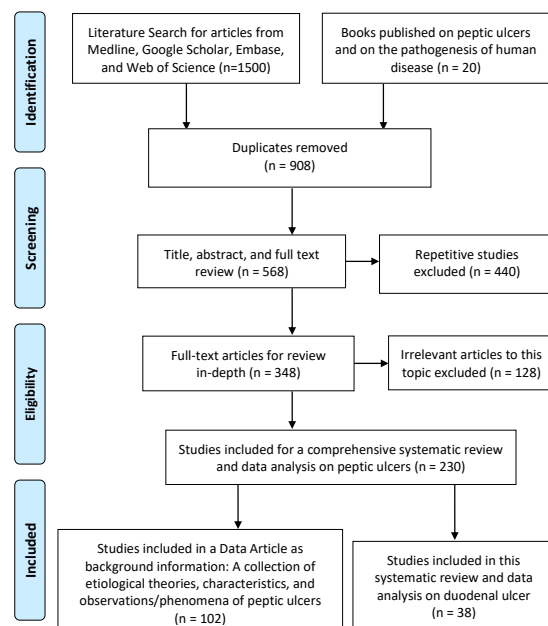 Identification
Literature Search for articles from
Medline, Google Scholar, Embase,
and Web of Science (n=1500)
Books published on peptic ulcers
and on the pathogenesis of human
disease (n = 20)
Duplicates removed
(n = 908)
Screening
Title, abstract, and full text
review (n = 568)
Repetitive studies
excluded (n = 440)
Eligibility
Full-text articles for review
in-depth (n = 348)
Irrelevant articles to this
topic excluded (n = 128)
Studies included for a comprehensive systematic review
and data analysis on peptic ulcers (n = 230)
Included
Studies included in a Data Article as
background information: A collection of
etiological theories, characteristics, and
observations/phenomena of peptic ulcers
(n = 102)
Studies included in this
systematic review and data
analysis on duodenal ulcer
(n = 38)